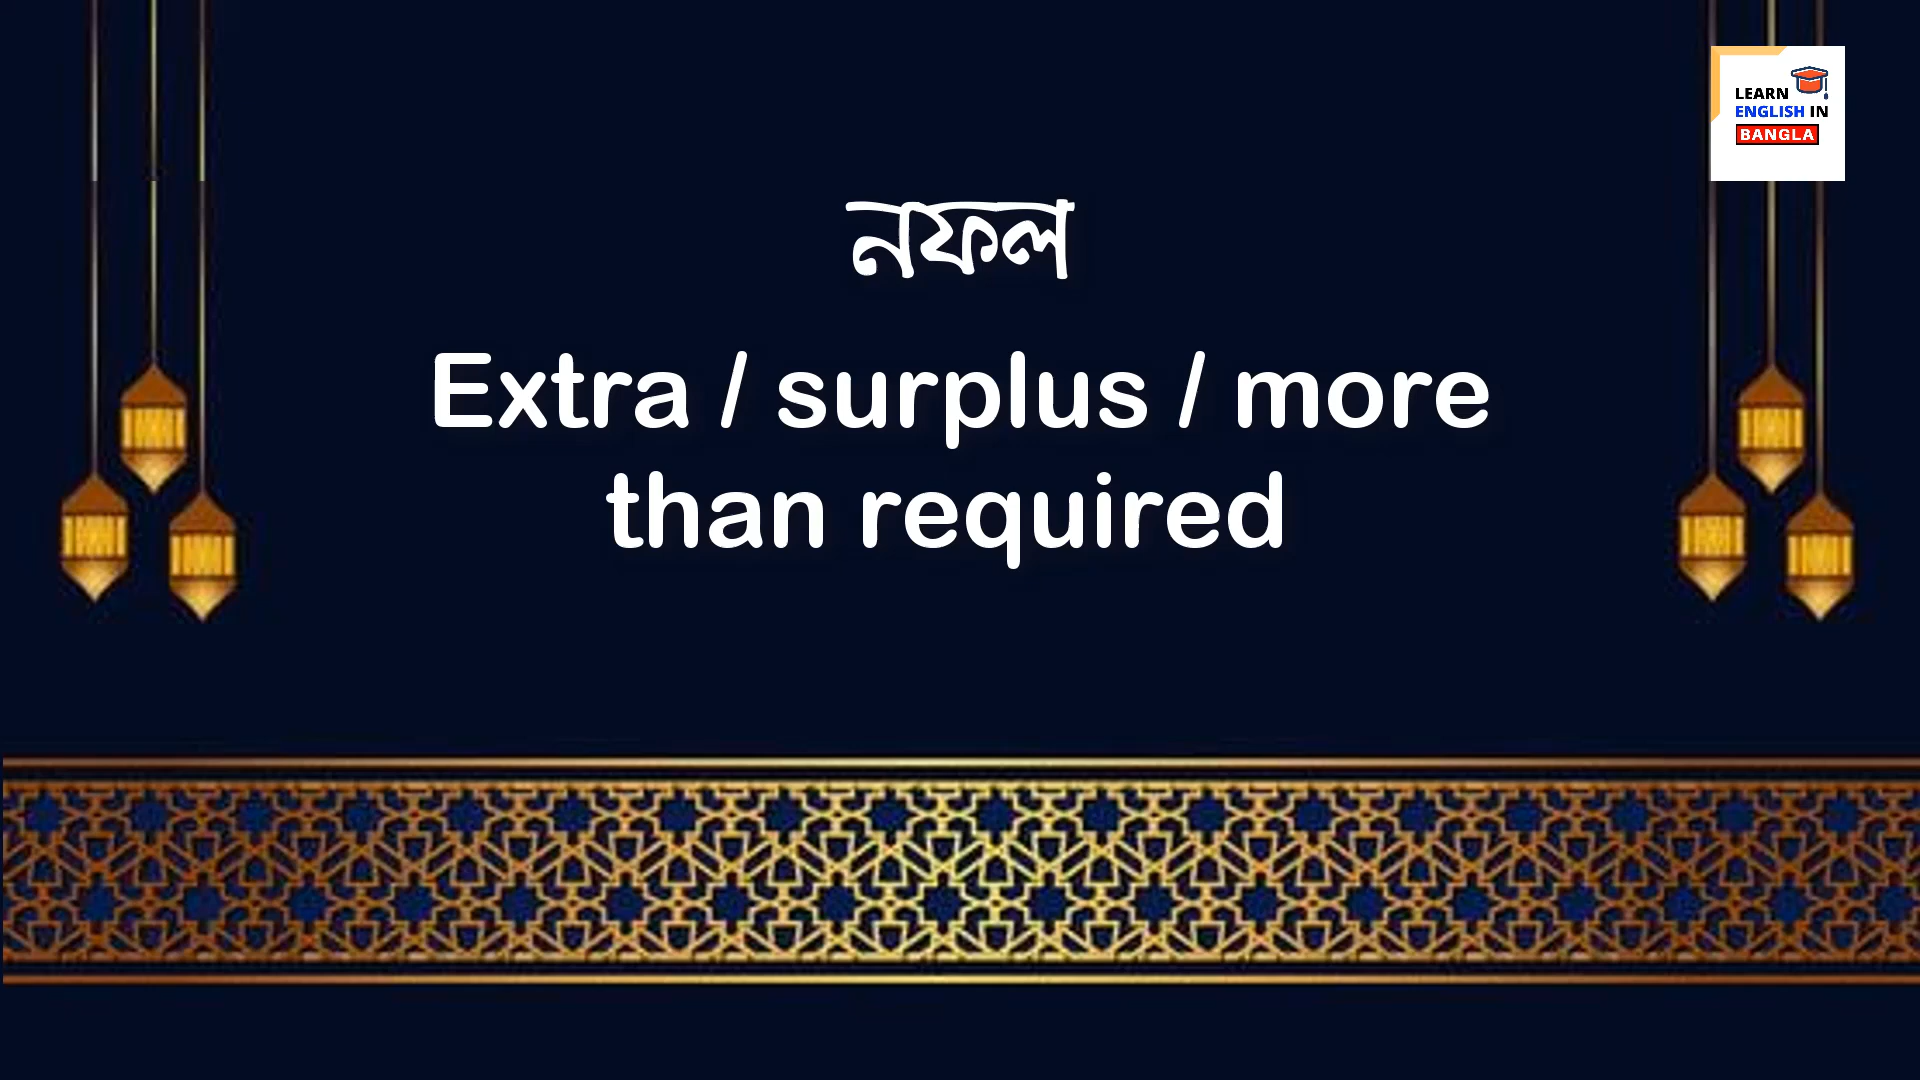 LEARN
ENGLISH IN
BANGLA
নফল
Extra / surplus / more
than required